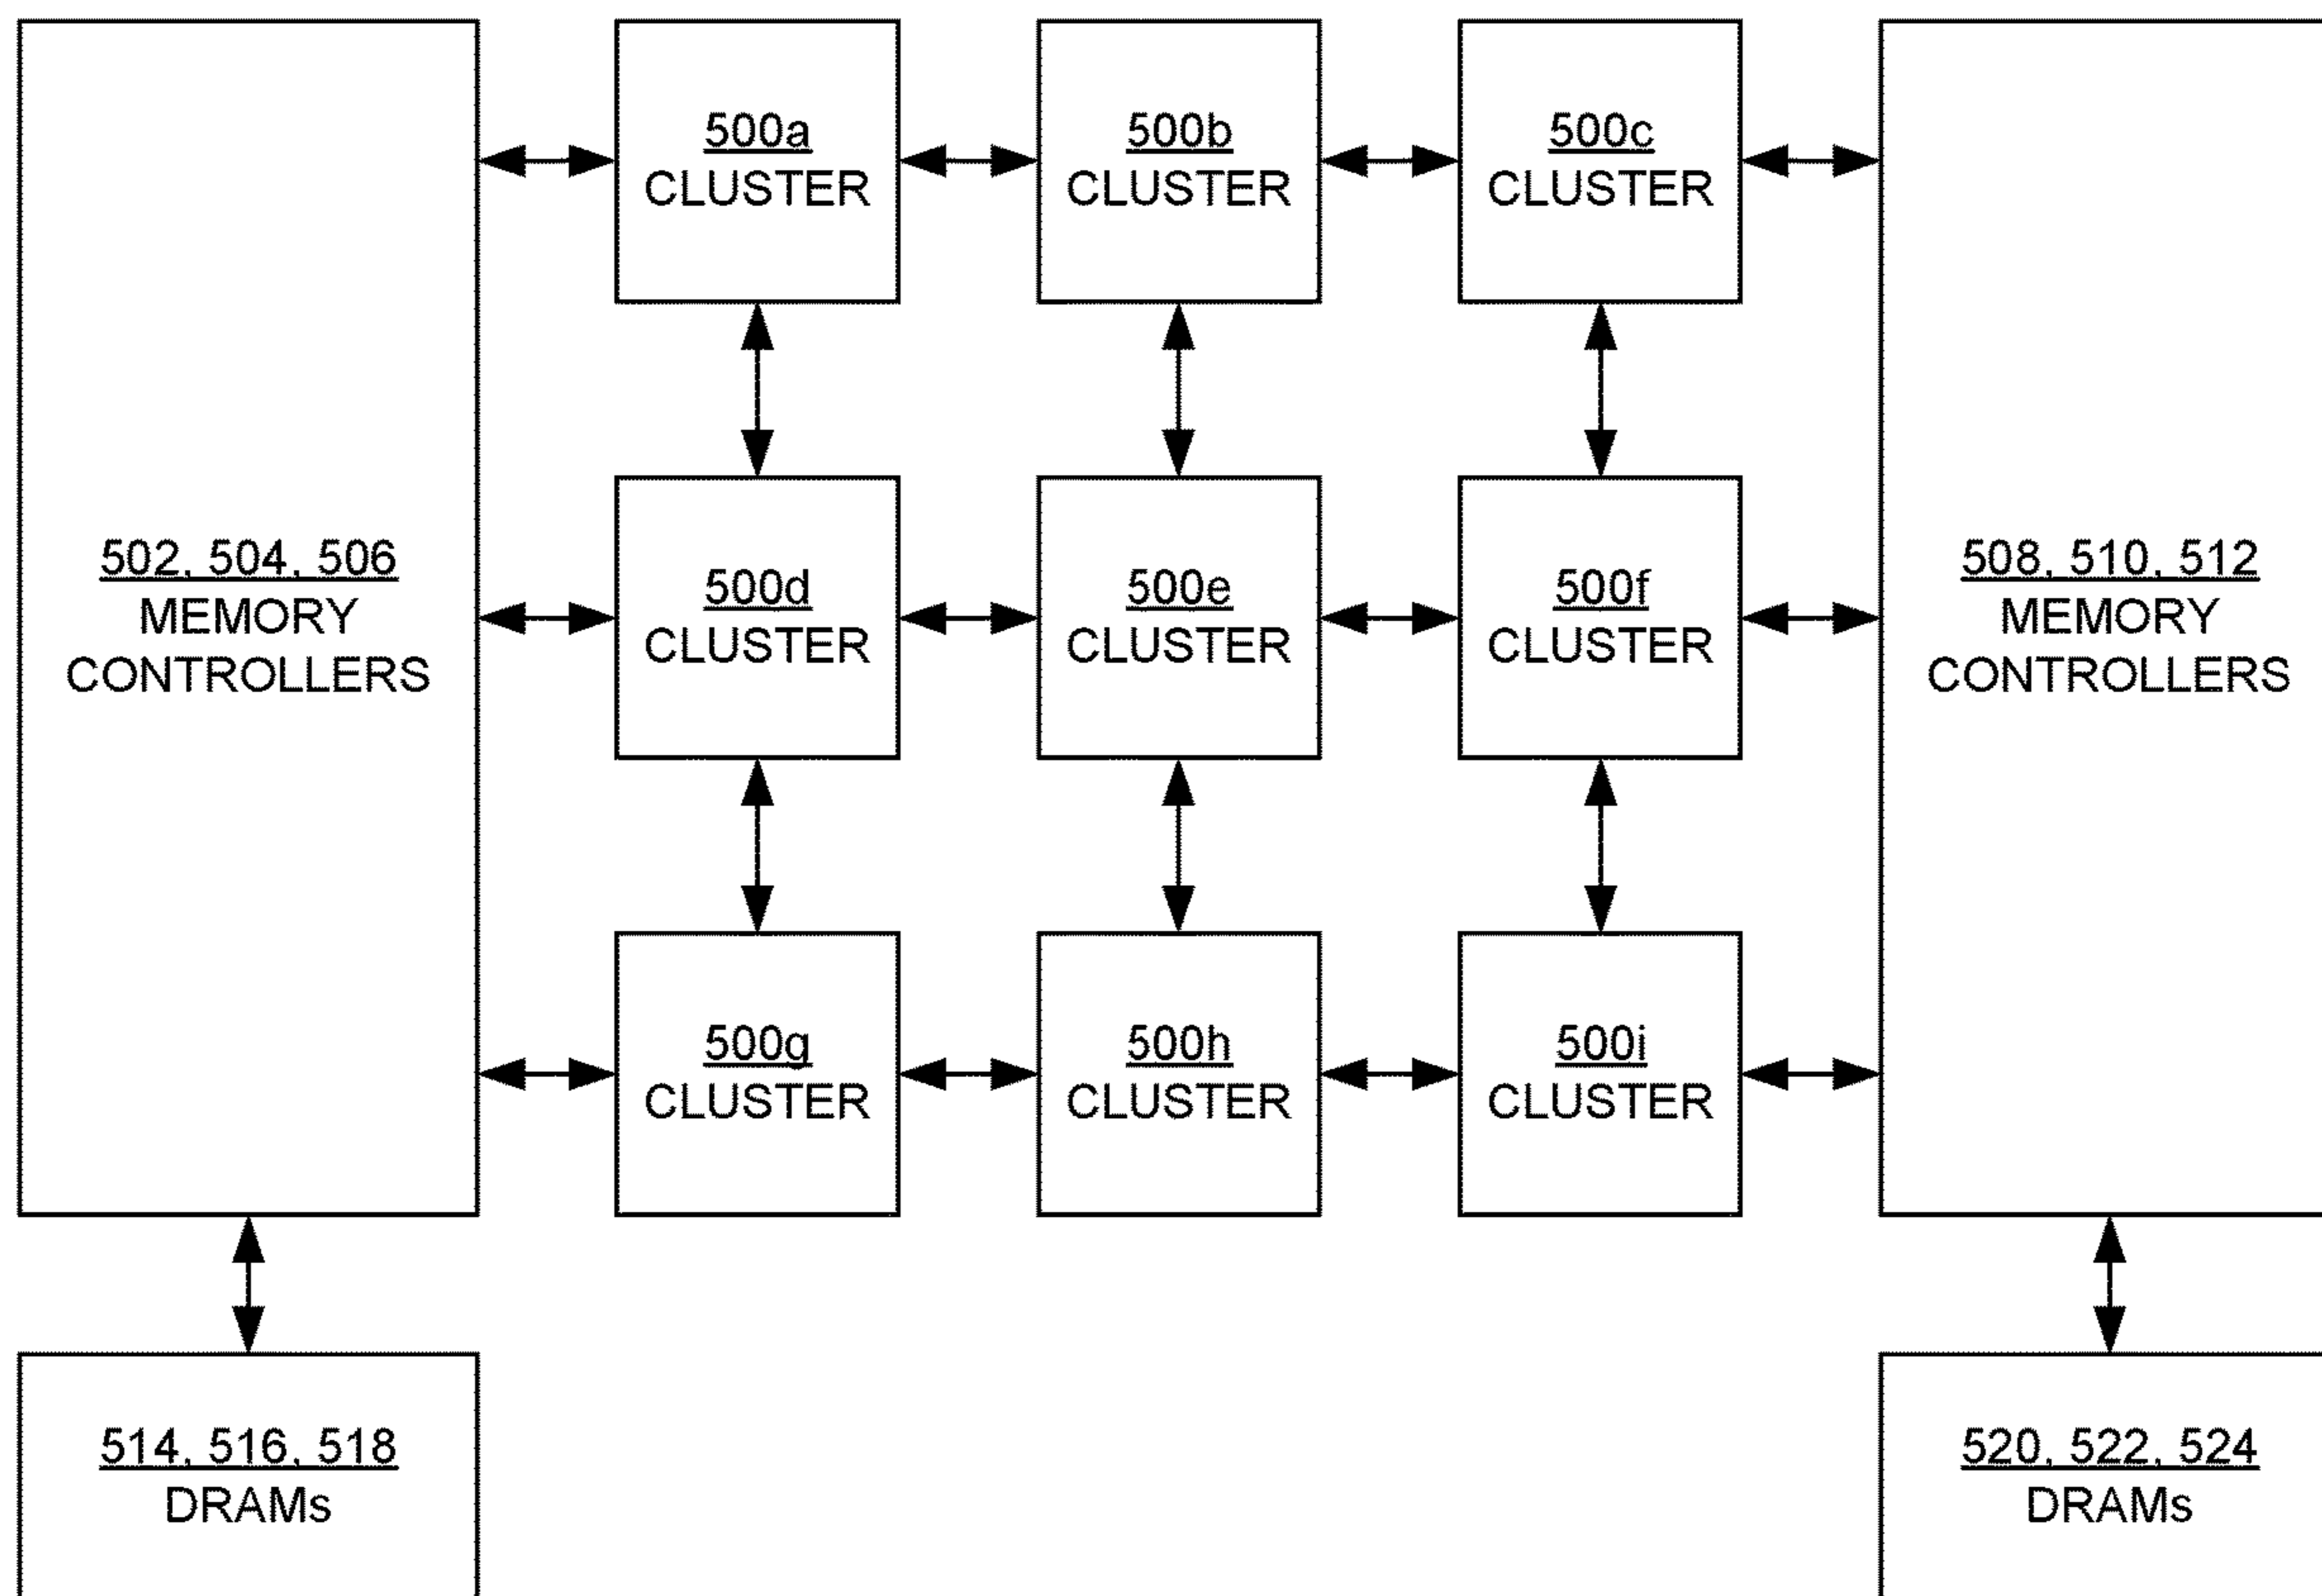 500a
CLUSTER
500b
CLUSTER
500c
CLUSTER
502, 504, 506
MEMORY
CONTROLLERS
500d
CLUSTER
500e
CLUSTER
500f
CLUSTER
508, 510, 512
MEMORY
CONTROLLERS
500g
CLUSTER
500h
CLUSTER
500i
CLUSTER
514, 516, 518
DRAMs
520, 522, 524
DRAMs